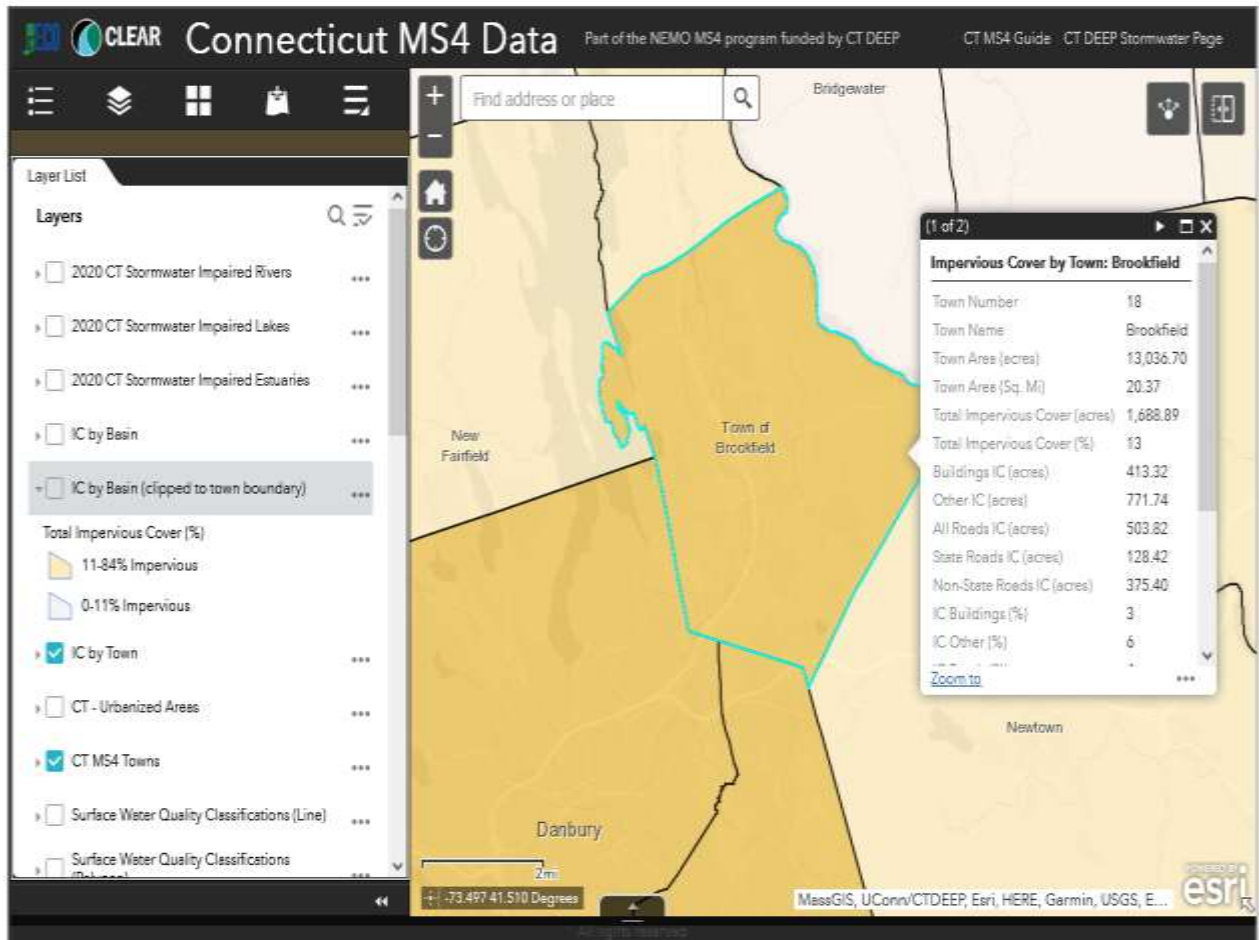 CLEAR Connecticut MS4 Data Part of the NEMO MS4 program funded by CT DEEP CT MS4 Guide CT DEEP Stormwater Page
Find address or place
Layer List
Layers
2020 CT Stormwater Impaired Rivers
2020 CT Stormwater Impaired Lakes
2020 CT Stormwater Impaired Estuaries
IC by Basin
IC by Basin (clipped to town boundary)
Total Impervious Cover (%)
11-84% Impervious
0-11% Impervious
IC by Town
CT - Urbanized Areas
CT MS4 Towns
Surface Water Quality Classifications (Line)
Surface Water Quality Classifications
(Polygon)
Bridgewater
New
Fairfield
Town of
Brookfield
Newtown
Danbury
(1 of 2)
Impervious Cover by Town: Brookfield
Town Number 18
Town Name Brookfield
Town Area (acres) 13,036.70
Town Area (Sq. Mi) 20.37
Total Impervious Cover (acres) 1,688.89
Total Impervious Cover (%) 13
Buildings IC (acres) 413.32
Other IC (acres) 771.74
All Roads IC (acres) 503.82
State Roads IC (acres) 128.42
Non-State Roads IC (acres) 375.40
IC Buildings (%) 3
IC Other (%) 6
Zoom to
2mi
-73.497 41.510 Degrees
MassGIS, UConn/CTDEEP, Esri, HERE, Garmin, USGS, E...
POWERED BY
esri
All rights reserved